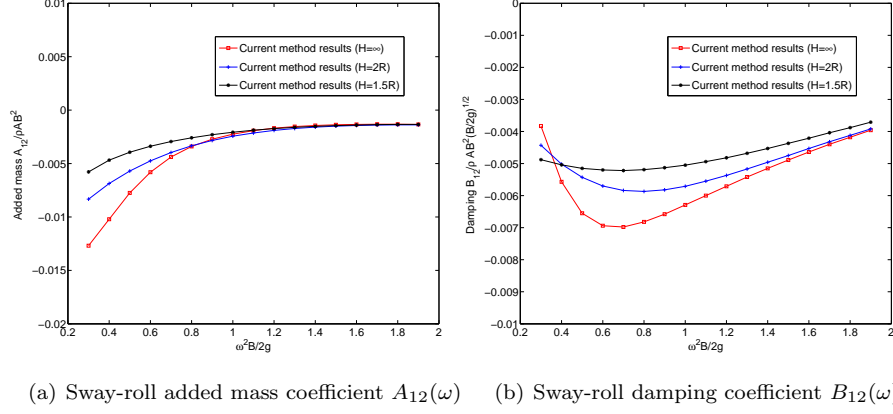 0.01
0.005
0
−0.005
−0.01
−0.015
−0.02
0.2 0.4 0.6 0.8 1 1.2 1.4 1.6 1.8 2
ω²B/2g
Added mass A₁₂/ρAB²
Current method results (H=∞)
Current method results (H=2R)
Current method results (H=1.5R)
(a) Sway-roll added mass coefficient A₁₂(ω)
0
−0.001
−0.002
−0.003
−0.004
−0.005
−0.006
−0.007
−0.008
−0.009
−0.01
0.2 0.4 0.6 0.8 1 1.2 1.4 1.6 1.8 2
ω²B/2g
Damping B₁₂/ρ AB²(B/2g)^1/2
Current method results (H=∞)
Current method results (H=2R)
Current method results (H=1.5R)
(b) Sway-roll damping coefficient B₁₂(ω